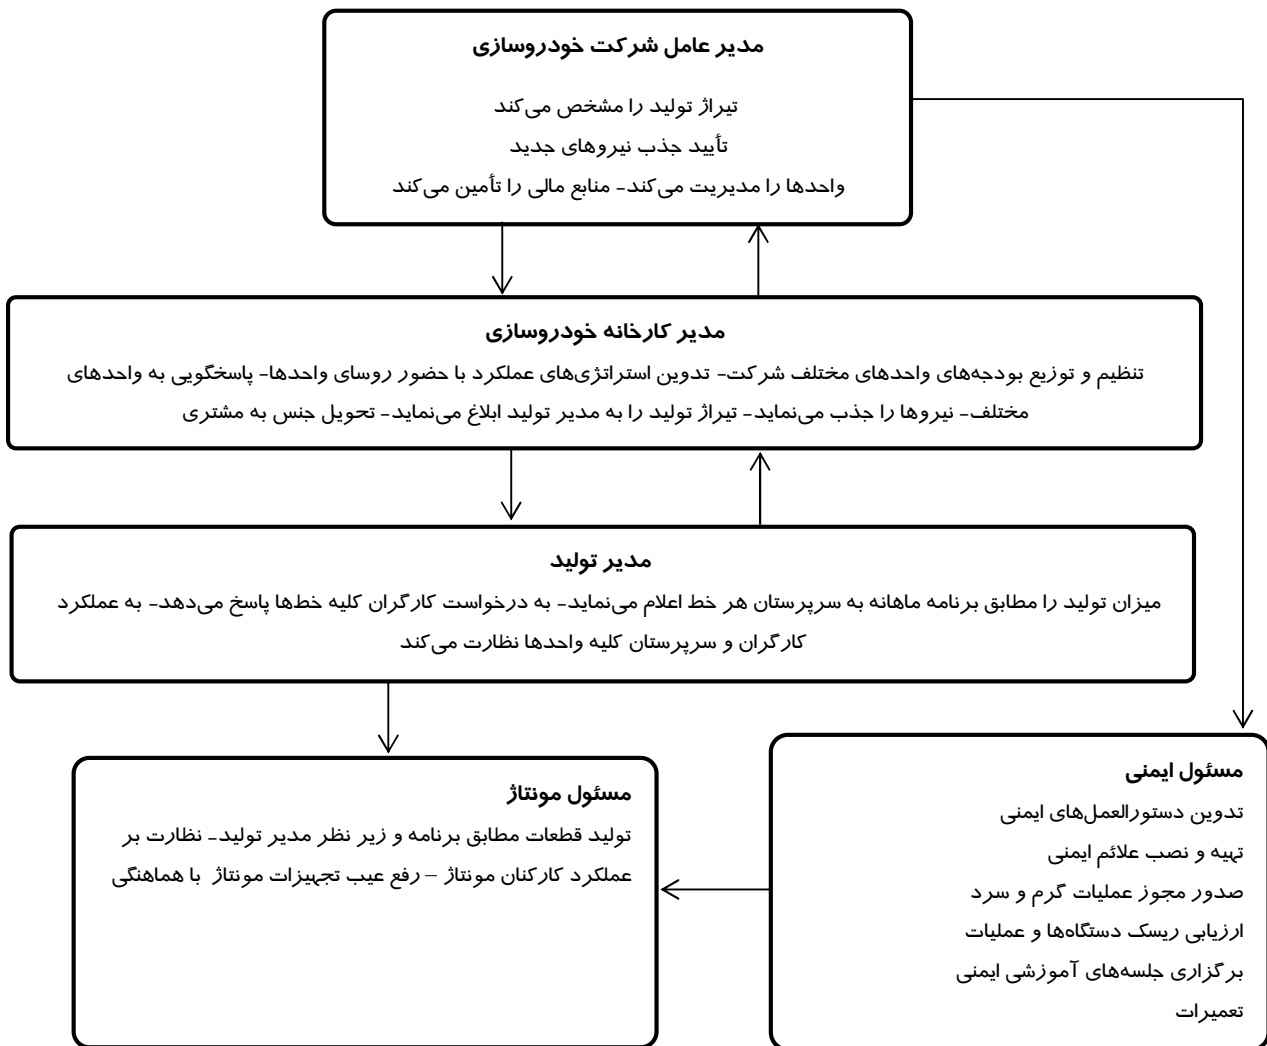 مدیر عامل شرکت خودروسازی
تیراژ تولید را مشخص می‌کند
تأیید جذب نیروهای جدید
واحدها را مدیریت می‌کند- منابع مالی را تأمین می‌کند
مدیر کارخانه خودروسازی
تنظیم و توزیع بودجه‌های واحدهای مختلف شرکت- تدوین استراتژی‌های عملکرد با حضور روسای واحدها- پاسخگویی به واحدهای
مختلف- نیروها را جذب می‌نماید- تیراژ تولید را به مدیر تولید ابلاغ می‌نماید- تحویل جنس به مشتری
مدیر تولید
میزان تولید را مطابق برنامه ماهانه به سرپرستان هر خط اعلام می‌نماید- به درخواست کارگران کلیه خط‌ها پاسخ می‌دهد- به عملکرد
کارگران و سرپرستان کلیه واحدها نظارت می‌کند
مسئول ایمنی
تدوین دستورالعمل‌های ایمنی
تهیه و نصب علائم ایمنی
صدور مجوز عملیات گرم و سرد
ارزیابی ریسک دستگاه‌ها و عملیات
برگزاری جلسه‌های آموزشی ایمنی
تعمیرات
مسئول مونتاژ
تولید قطعات مطابق برنامه و زیر نظر مدیر تولید- نظارت بر
عملکرد کارکنان مونتاژ – رفع عیب تجهیزات مونتاژ با هماهنگی